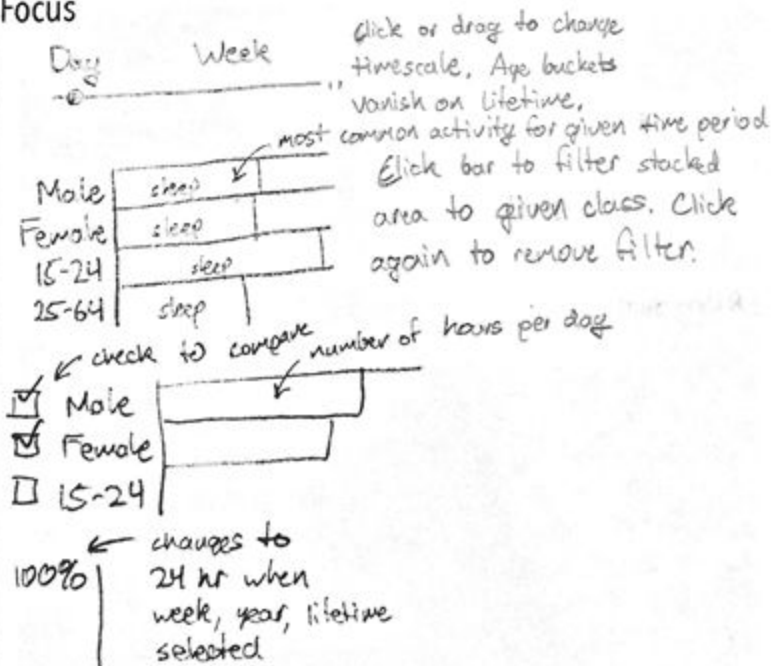 Focus
Day Week
Click or drag to change
timescale. Age buckets
vanish on lifetime.
most common activity for given time period
Male sleep
Female sleep
15-24 sleep
25-64 sleep
Click bar to filter stacked
area to given class. Click
again to remove filter.
check to compare
number of hours per day
Male
Female
15-24
100%
changes to
24 hr when
week, year, lifetime
selected